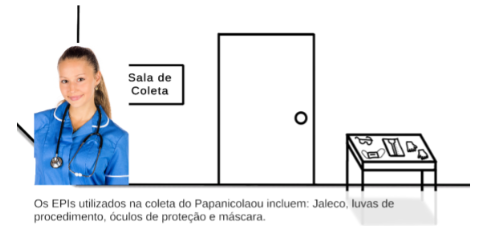 Sala de
Coleta
Os EPIs utilizados na coleta do Papanicolaou incluem: Jaleco, luvas de
procedimento, óculos de proteção e máscara.